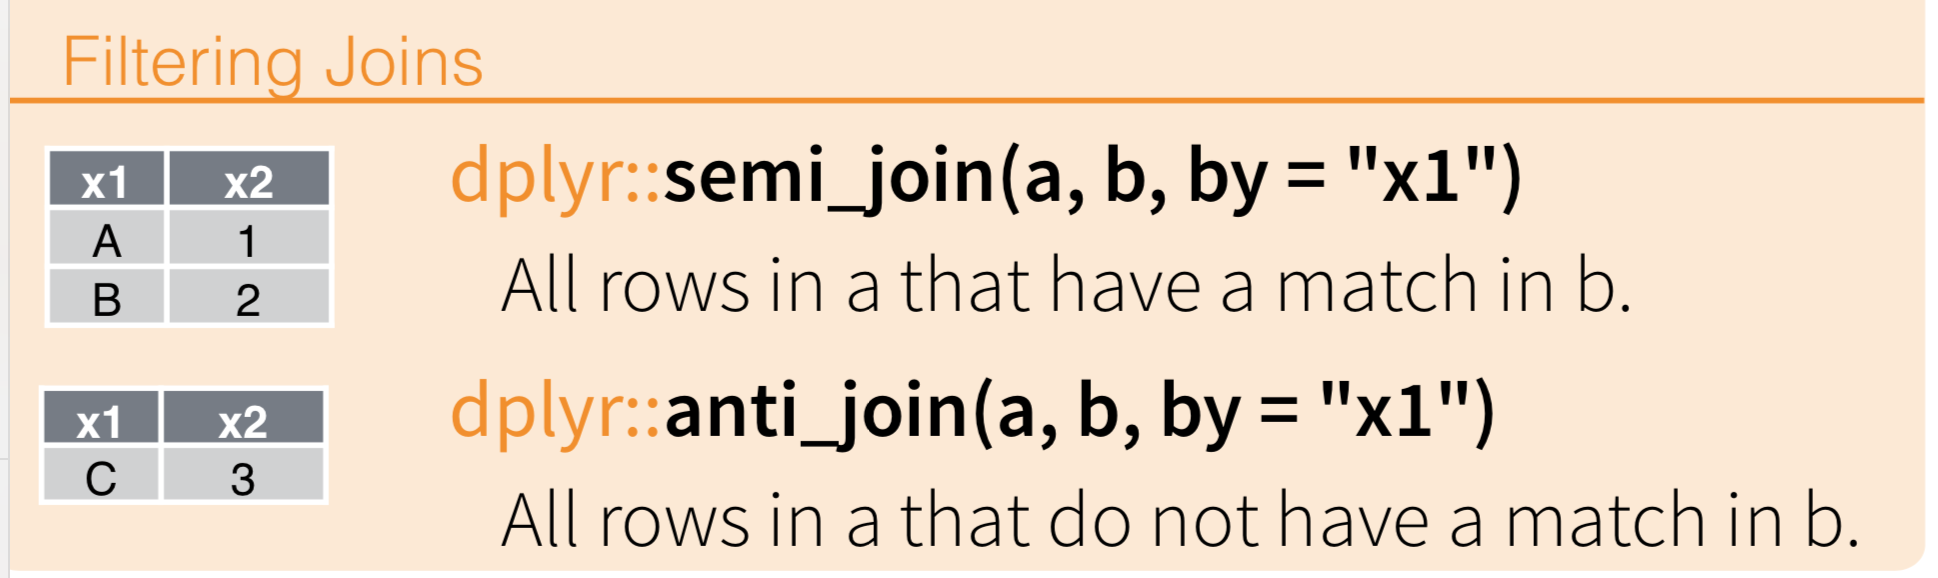 Filtering Joins
x1 x2
A 1
B 2
dplyr::semi_join(a, b, by = "x1")
All rows in a that have a match in b.
x1 x2
C 3
dplyr::anti_join(a, b, by = "x1")
All rows in a that do not have a match in b.